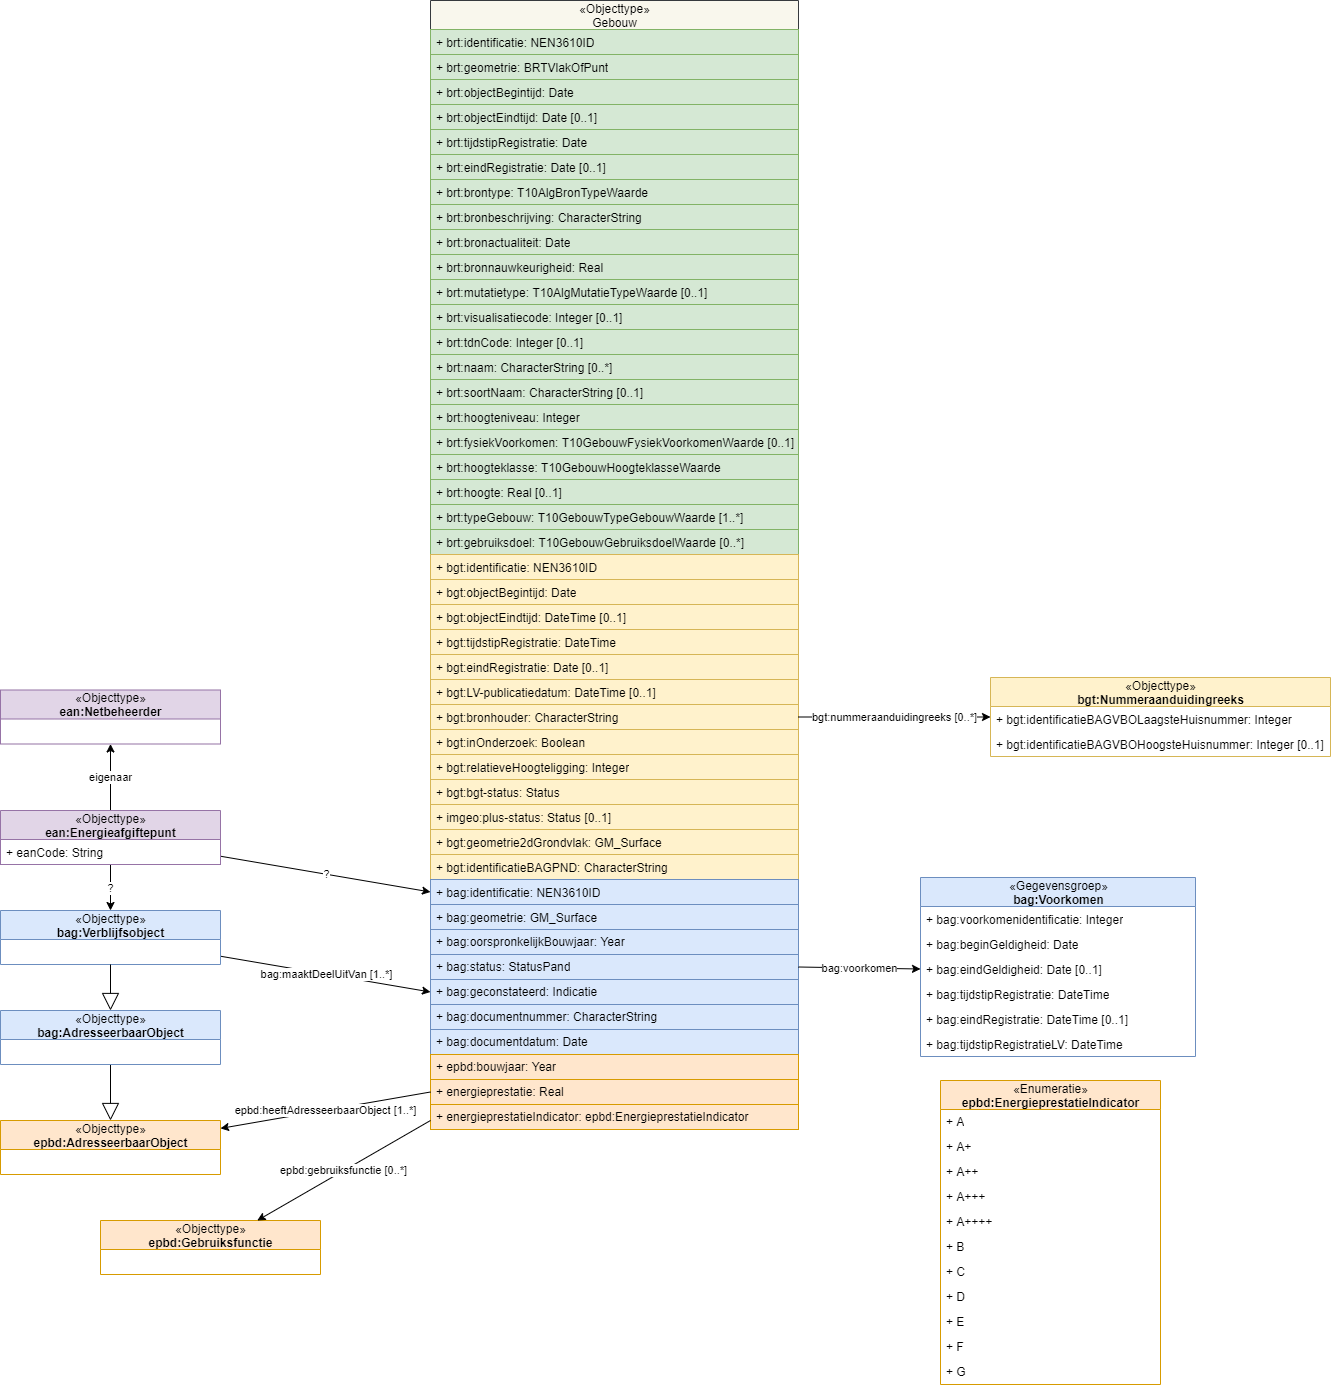 «Objecttype»
Gebouw
+ brt:identificatie: NEN3610ID
+ brt:geometrie: BRTVlakOfPunt
+ brt:objectBegintijd: Date
+ brt:objectEindtijd: Date [0..1]
+ brt:tijdstipRegistratie: Date
+ brt:eindRegistratie: Date [0..1]
+ brt:brontype: T10AlgBronTypeWaarde
+ brt:bronbeschrijving: CharacterString
+ brt:bronactualiteit: Date
+ brt:bronnauwkeurigheid: Real
+ brt:mutatietype: T10AlgMutatieTypeWaarde [0..1]
+ brt:visualisatiecode: Integer [0..1]
+ brt:tdnCode: Integer [0..1]
+ brt:naam: CharacterString [0..*]
+ brt:soortNaam: CharacterString [0..1]
+ brt:hoogteniveau: Integer
+ brt:fysiekVoorkomen: T10GebouwFysiekVoorkomenWaarde [0..1]
+ brt:hoogteklasse: T10GebouwHoogteklasseWaarde
+ brt:hoogte: Real [0..1]
+ brt:typeGebouw: T10GebouwTypeGebouwWaarde [1..*]
+ brt:gebruiksdoel: T10GebouwGebruiksdoelWaarde [0..*]
+ bgt:identificatie: NEN3610ID
+ bgt:objectBegintijd: Date
+ bgt:objectEindtijd: DateTime [0..1]
+ bgt:tijdstipRegistratie: DateTime
+ bgt:eindRegistratie: Date [0..1]
+ bgt:LV-publicatiedatum: DateTime [0..1]
+ bgt:bronhouder: CharacterString
+ bgt:inOnderzoek: Boolean
+ bgt:relatieveHoogteligging: Integer
+ bgt:bgt-status: Status
+ imgeo:plus-status: Status [0..1]
+ bgt:geometrie2dGrondvlak: GM_Surface
+ bgt:identificatieBAGPND: CharacterString
+ bag:identificatie: NEN3610ID
+ bag:geometrie: GM_Surface
+ bag:oorspronkelijkBouwjaar: Year
+ bag:status: StatusPand
+ bag:geconstateerd: Indicatie
+ bag:documentnummer: CharacterString
+ bag:documentdatum: Date
+ epbd:bouwjaar: Year
+ energieprestatie: Real
+ energieprestatieIndicator: epbd:EnergieprestatieIndicator
«Objecttype»
ean:Netbeheerder
eigenaar
«Objecttype»
ean:Energieafgiftepunt
+ eanCode: String
?
?
«Objecttype»
bag:Verblijfsobject
bag:maaktDeelUitVan [1..*]
«Objecttype»
bag:AdresseerbaarObject
epbd:heeftAdresseerbaarObject [1..*]
«Objecttype»
epbd:AdresseerbaarObject
epbd:gebruiksfunctie [0..*]
«Objecttype»
epbd:Gebruiksfunctie
bgt:nummeraanduidingreeks [0..*]
«Objecttype»
bgt:Nummeraanduidingreeks
+ bgt:identificatieBAGVBOLaagsteHuisnummer: Integer
+ bgt:identificatieBAGVBOHoogsteHuisnummer: Integer [0..1]
bag:voorkomen
«Gegevensgroep»
bag:Voorkomen
+ bag:voorkomenidentificatie: Integer
+ bag:beginGeldigheid: Date
+ bag:eindGeldigheid: Date [0..1]
+ bag:tijdstipRegistratie: DateTime
+ bag:eindRegistratie: DateTime [0..1]
+ bag:tijdstipRegistratieLV: DateTime
«Enumeratie»
epbd:EnergieprestatieIndicator
+ A
+ A+
+ A++
+ A+++
+ A++++
+ B
+ C
+ D
+ E
+ F
+ G